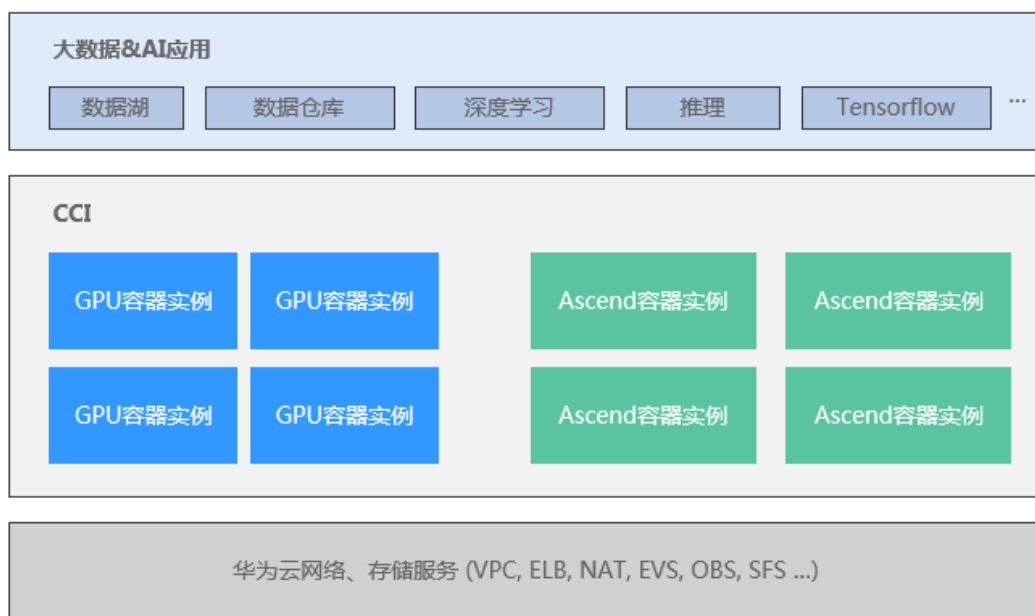 大数据&AI应用
数据湖 数据仓库 深度学习 推理 Tensorflow ...
CCI
GPU容器实例 GPU容器实例 Ascend容器实例 Ascend容器实例
GPU容器实例 GPU容器实例 Ascend容器实例 Ascend容器实例
华为云网络、存储服务 (VPC, ELB, NAT, EVS, OBS, SFS ...)